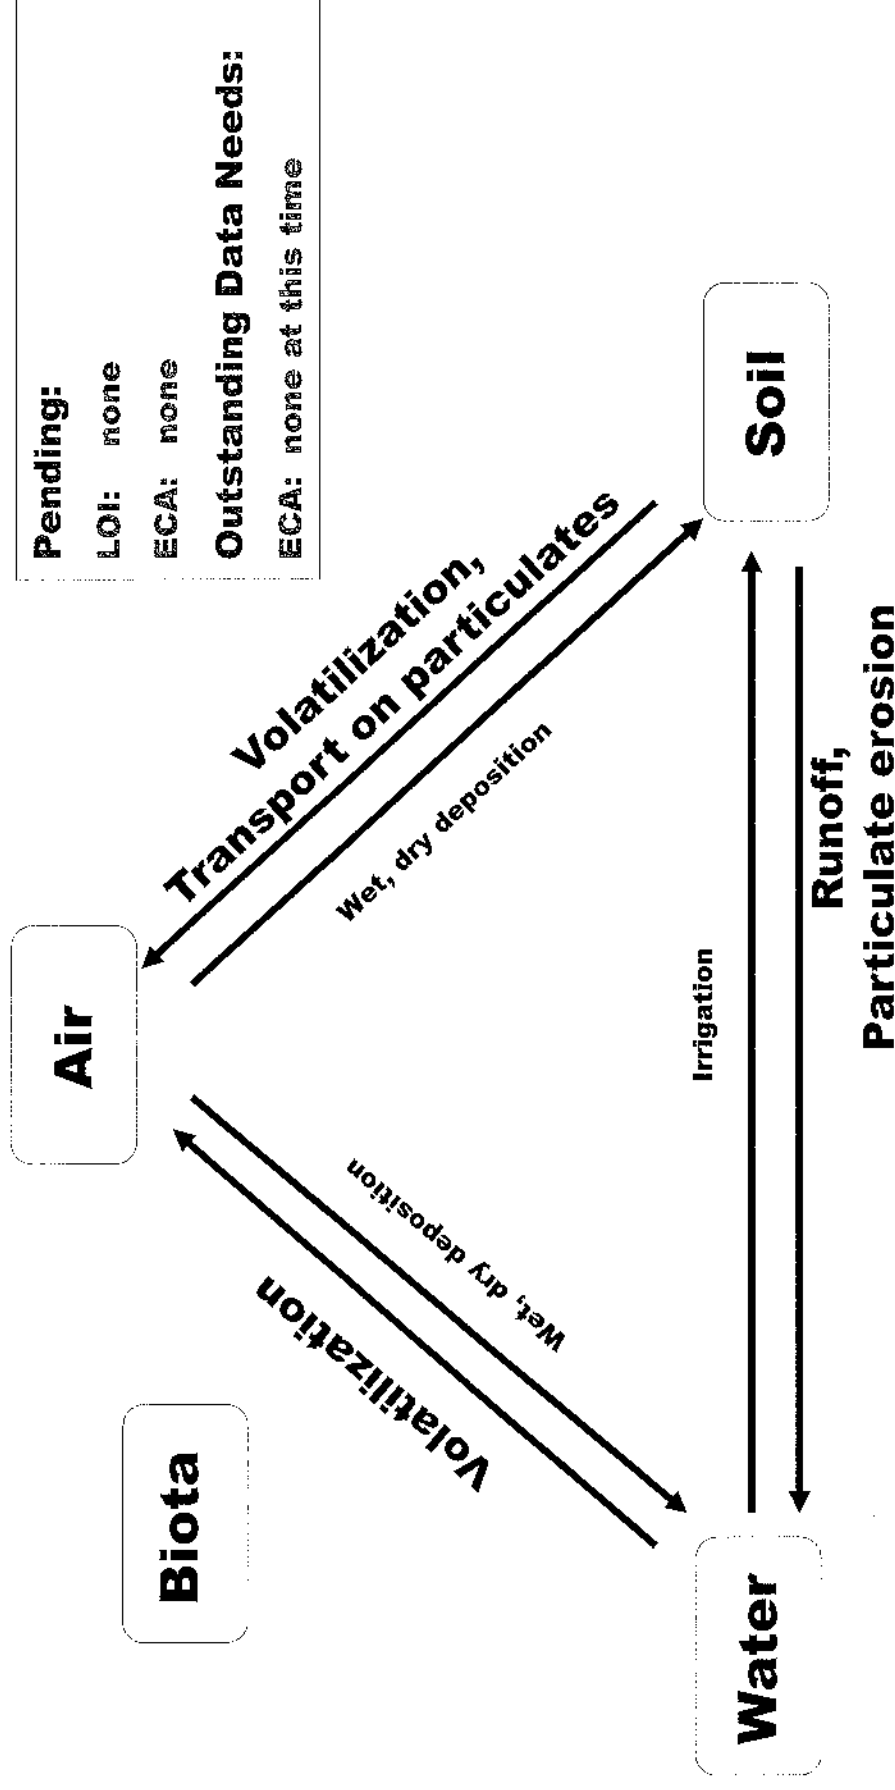 Pending:
LOI: none
ECA: none
Outstanding Data Needs:
ECA: none at this time
Biota
Air
Volatilization,
Transport on particulates
Wet, dry deposition
Volatilization
Wet, dry deposition
Water
Irrigation
Soil
Runoff,
Particulate erosion